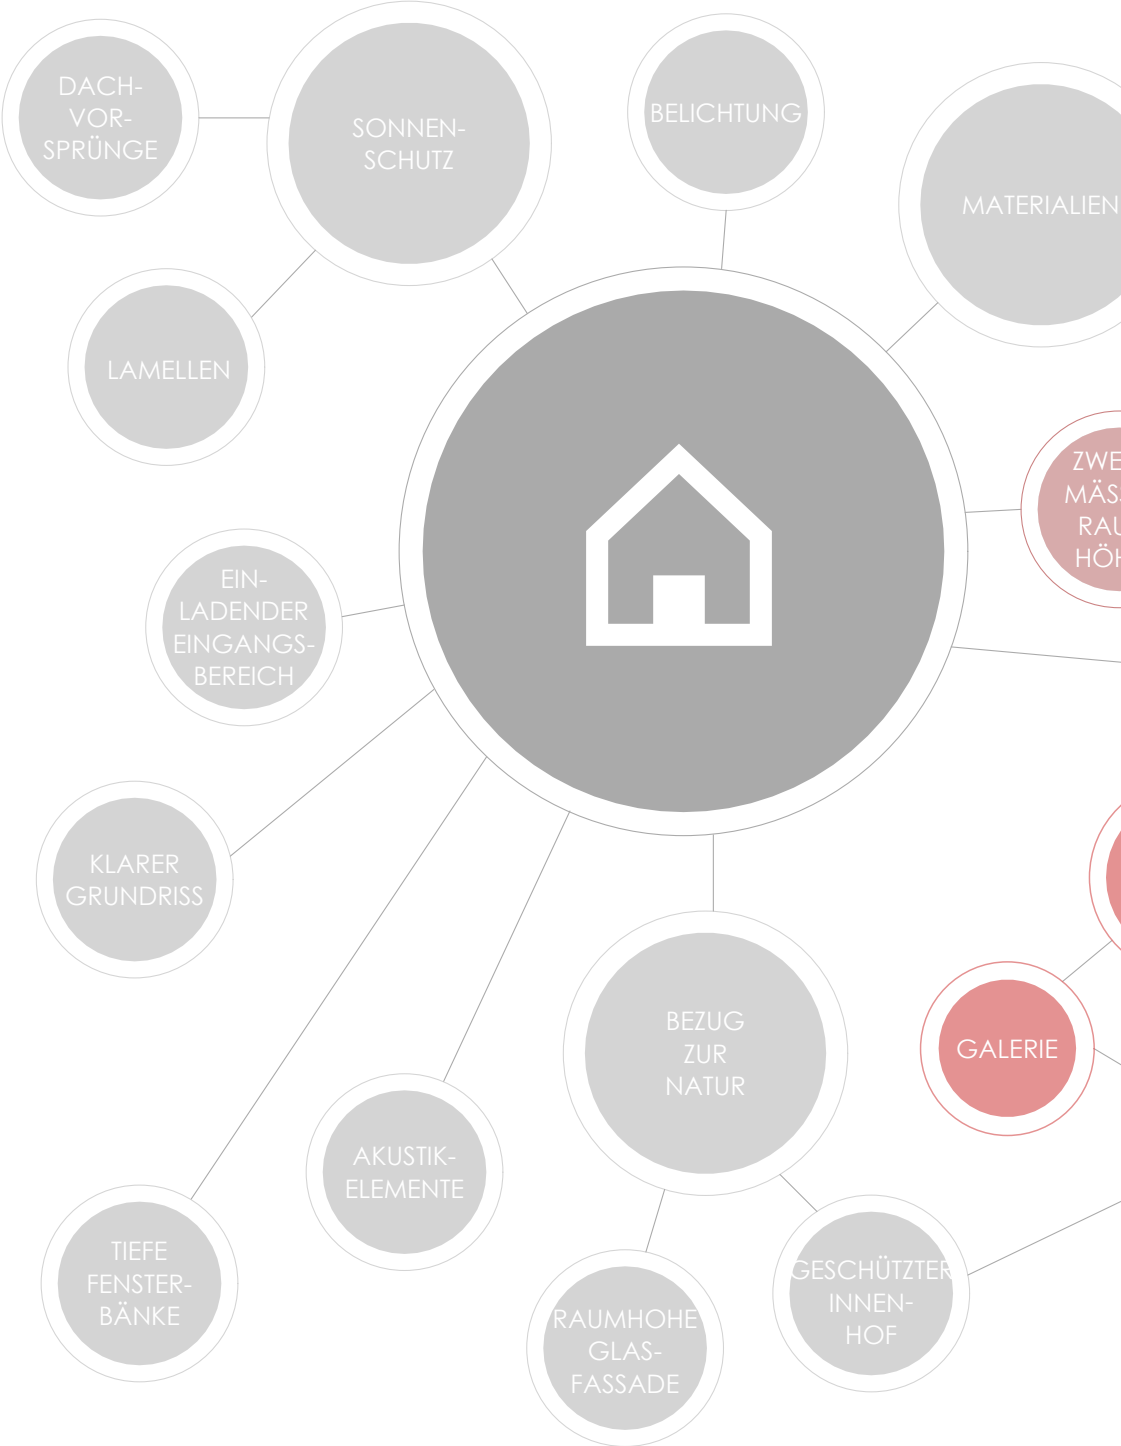 DACH-
VOR-
SPRÜNGE
SONNEN-
SCHUTZ
BELICHTUNG
MATERIALIEN
LAMELLEN
EIN-
LADENDER
EINGANGS-
BEREICH
KLARER
GRUNDRISS
BEZUG
ZUR
NATUR
GALERIE
AKUSTIK-
ELEMENTE
TIEFE
FENSTER-
BÄNKE
RAUMHOHE
GLAS-
FASSADE
GESCHÜTZTER
INNEN-
HOF